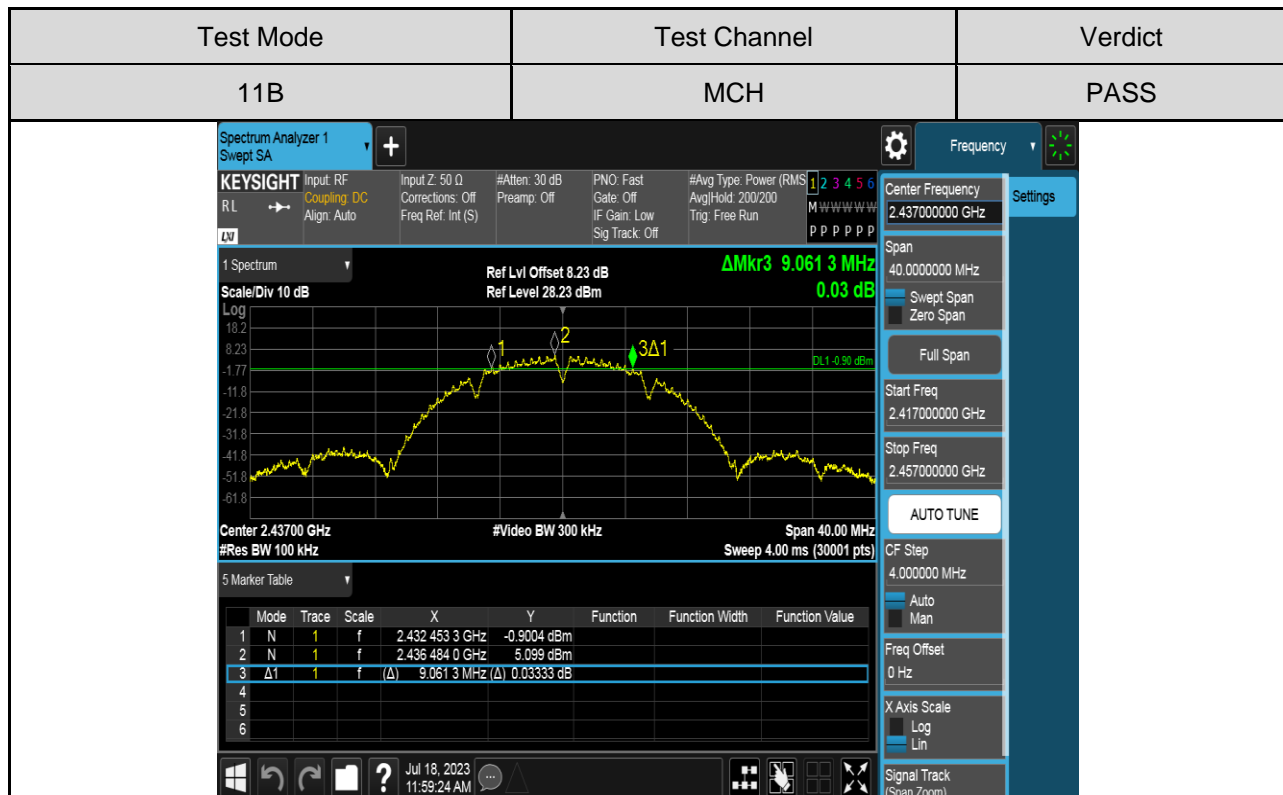 Test Mode Test Channel Verdict
11B MCH PASS
Spectrum Analyzer 1
Swept SA
+
Frequency
KEYSIGHT
RL
LXI
Input: RF
Coupling: DC
Align: Auto
Input Z: 50 Ω
Corrections: Off
Freq Ref: Int (S)
#Atten: 30 dB
Preamp: Off
PNO: Fast
Gate: Off
IF Gain: Low
Sig Track: Off
#Avg Type: Power (RMS
Avg|Hold: 200/200
Trig: Free Run
1 2 3 4 5 6
M W W W W W
P P P P P P
1 Spectrum
Scale/Div 10 dB
Ref Lvl Offset 8.23 dB
Ref Level 28.23 dBm
ΔMkr3 9.061 3 MHz
0.03 dB
Log
18.2
8.23
-1.77
-11.8
-21.8
-31.8
-41.8
-51.8
-61.8
1
2
3Δ1
DL1 -0.90 dBm
Center 2.43700 GHz #Video BW 300 kHz Span 40.00 MHz
#Res BW 100 kHz Sweep 4.00 ms (30001 pts)
5 Marker Table
Mode Trace Scale X Y Function Function Width Function Value
1 N 1 f 2.432 453 3 GHz -0.9004 dBm
2 N 1 f 2.436 484 0 GHz 5.099 dBm
3 Δ1 1 f (Δ) 9.061 3 MHz (Δ) 0.03333 dB
4
5
6
?
Jul 18, 2023
11:59:24 AM
Center Frequency
2.437000000 GHz
Settings
Span
40.0000000 MHz
Swept Span
Zero Span
Full Span
Start Freq
2.417000000 GHz
Stop Freq
2.457000000 GHz
AUTO TUNE
CF Step
4.000000 MHz
Auto
Man
Freq Offset
0 Hz
X Axis Scale
Log
Lin
Signal Track
(Span Zoom)